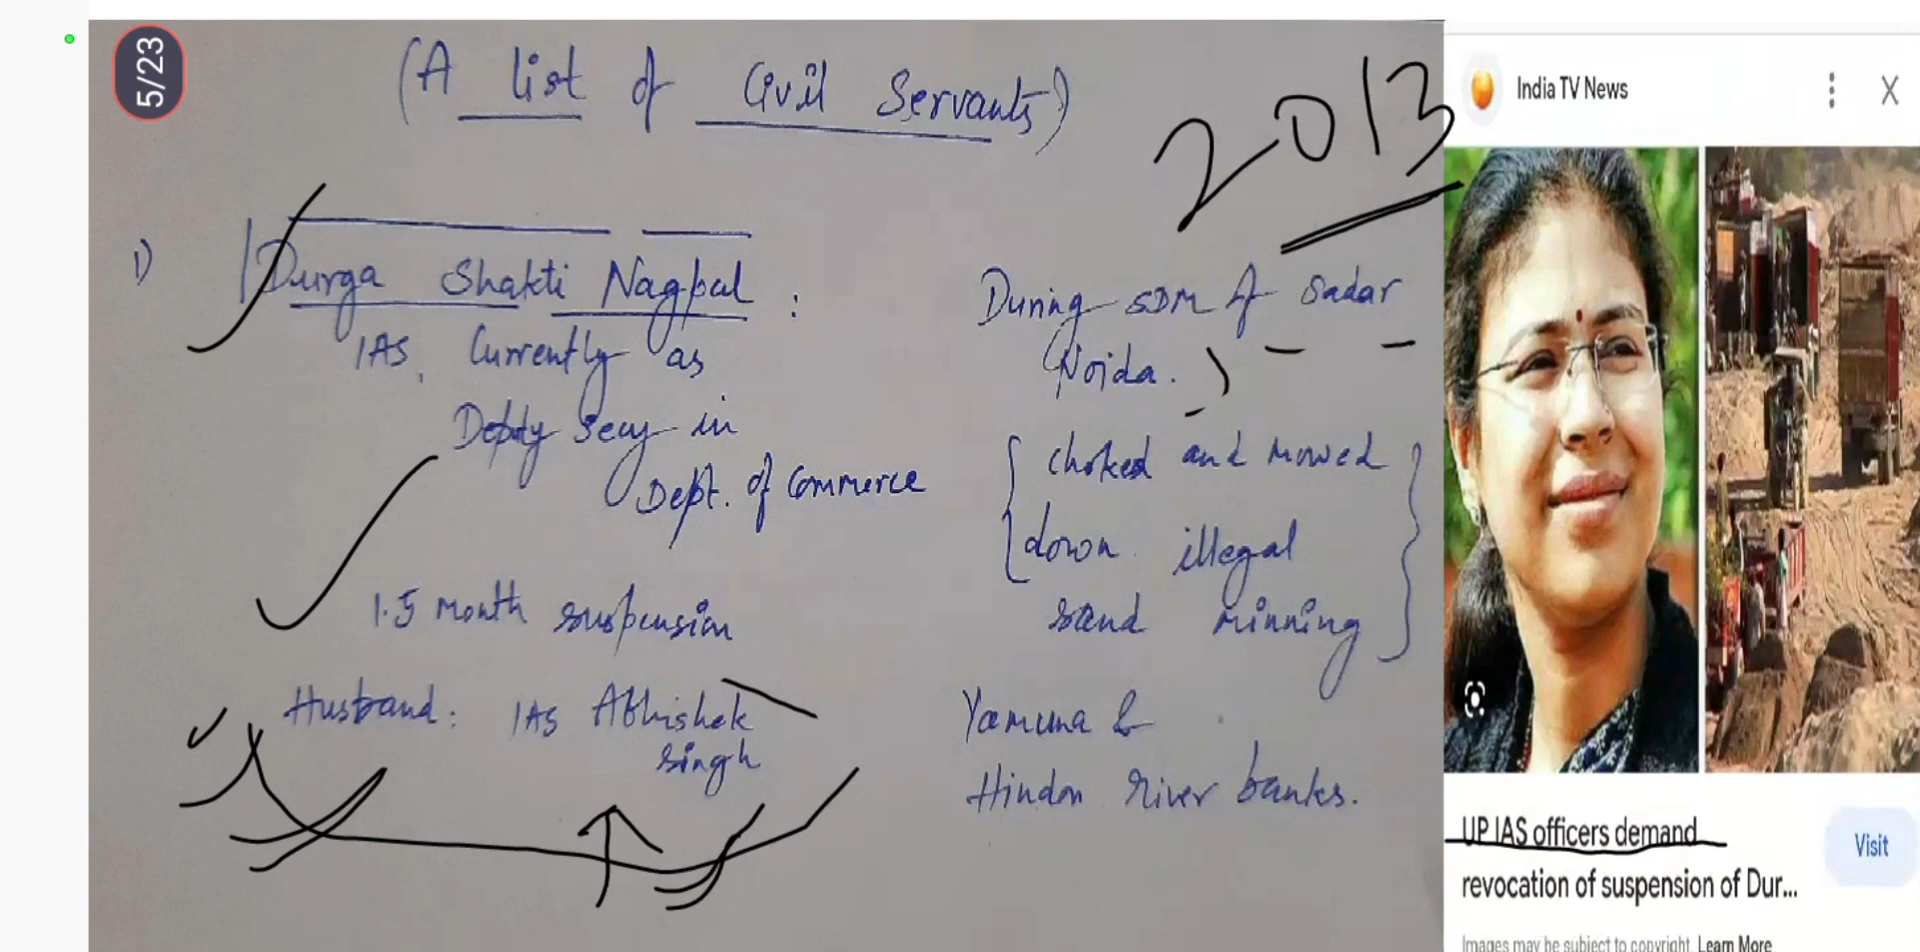 5/23
(A list of Civil Servants)
2013
1) Durga Shakti Nagpal :
IAS, Currently as
Deputy Secy in
Dept. of Commerce
1.5 month suspension
Husband: IAS Abhishek
Singh
During SDM of Sadar
Noida.
choked and mowed
down illegal
sand minning
Yamuna &
Hindon River banks.
India TV News
UP IAS officers demand
revocation of suspension of Dur...
Visit
Images may be subject to copyright. Learn More